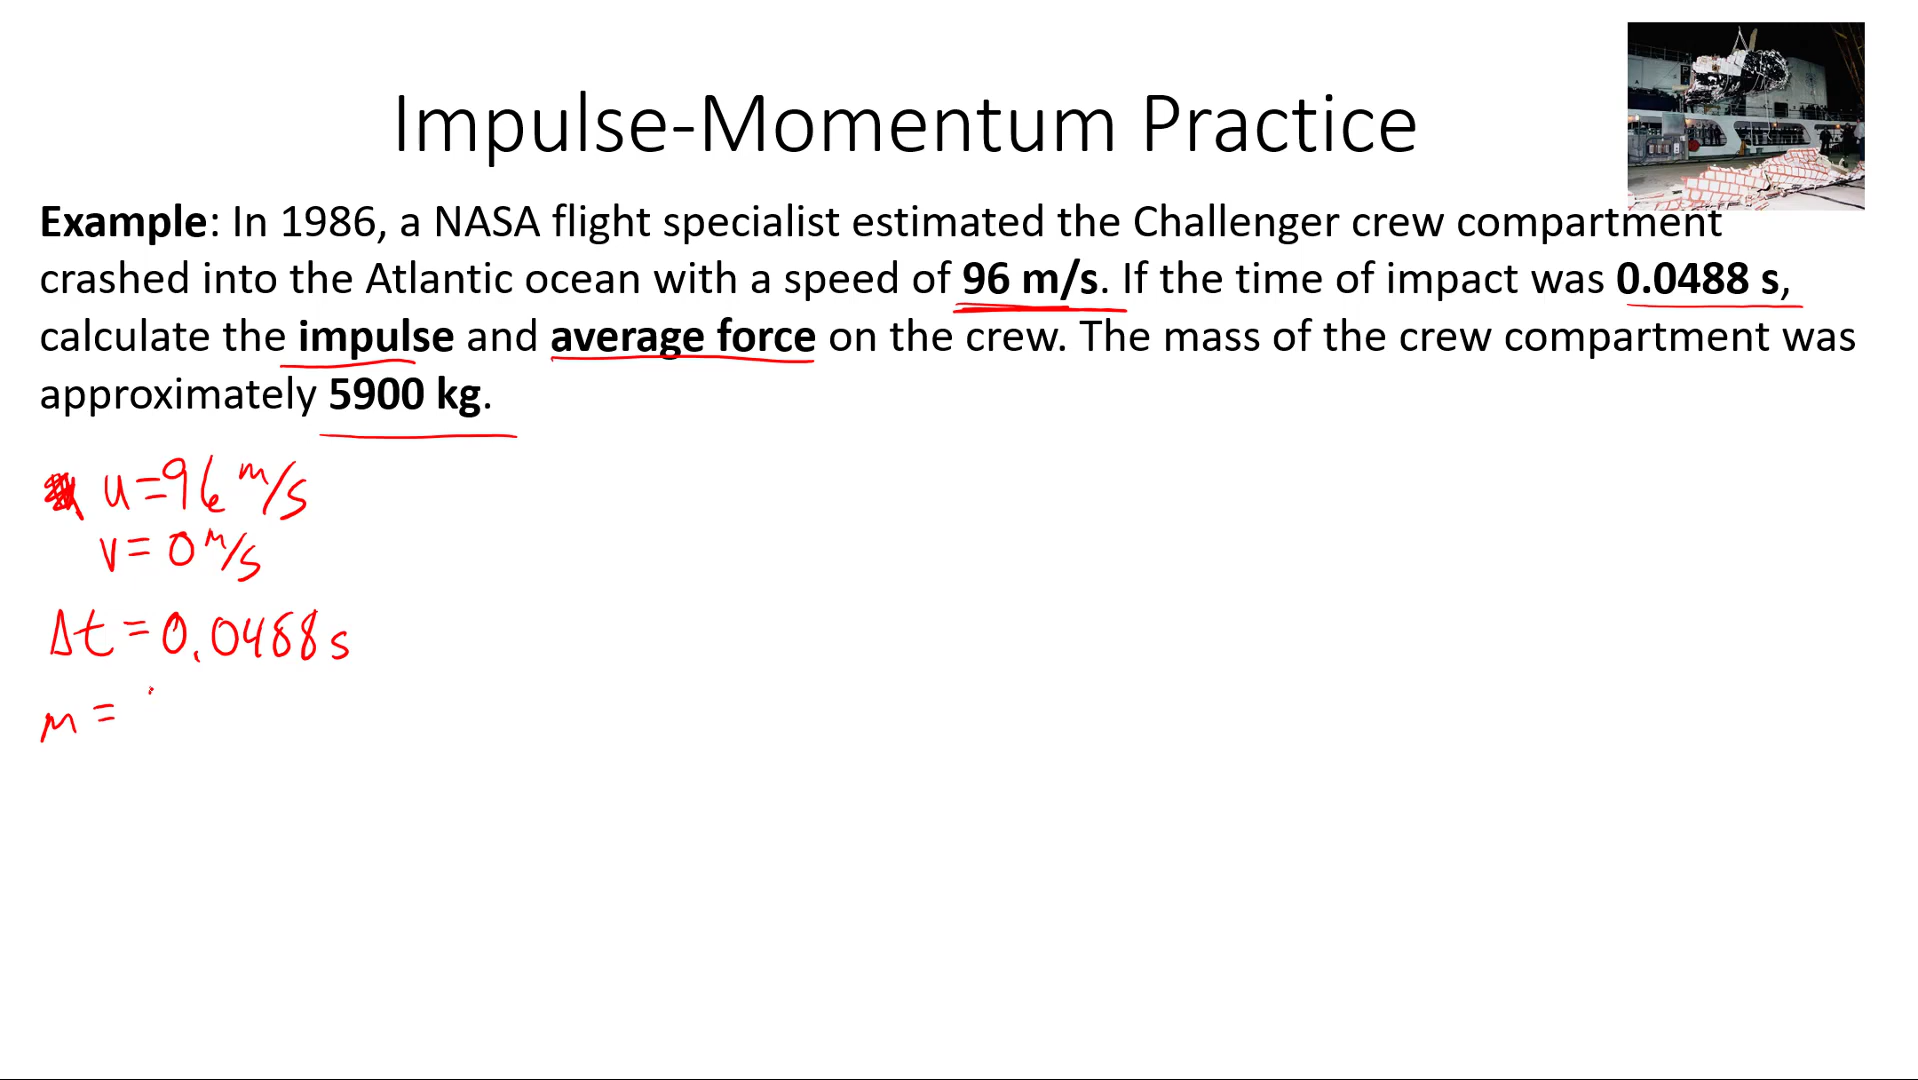 Impulse-Momentum Practice
Example: In 1986, a NASA flight specialist estimated the Challenger crew compartment
crashed into the Atlantic ocean with a speed of 96 m/s. If the time of impact was 0.0488 s,
calculate the impulse and average force on the crew. The mass of the crew compartment was
approximately 5900 kg.
u=96 m/s
v= 0 m/s
Δt = 0.0488 s
m =